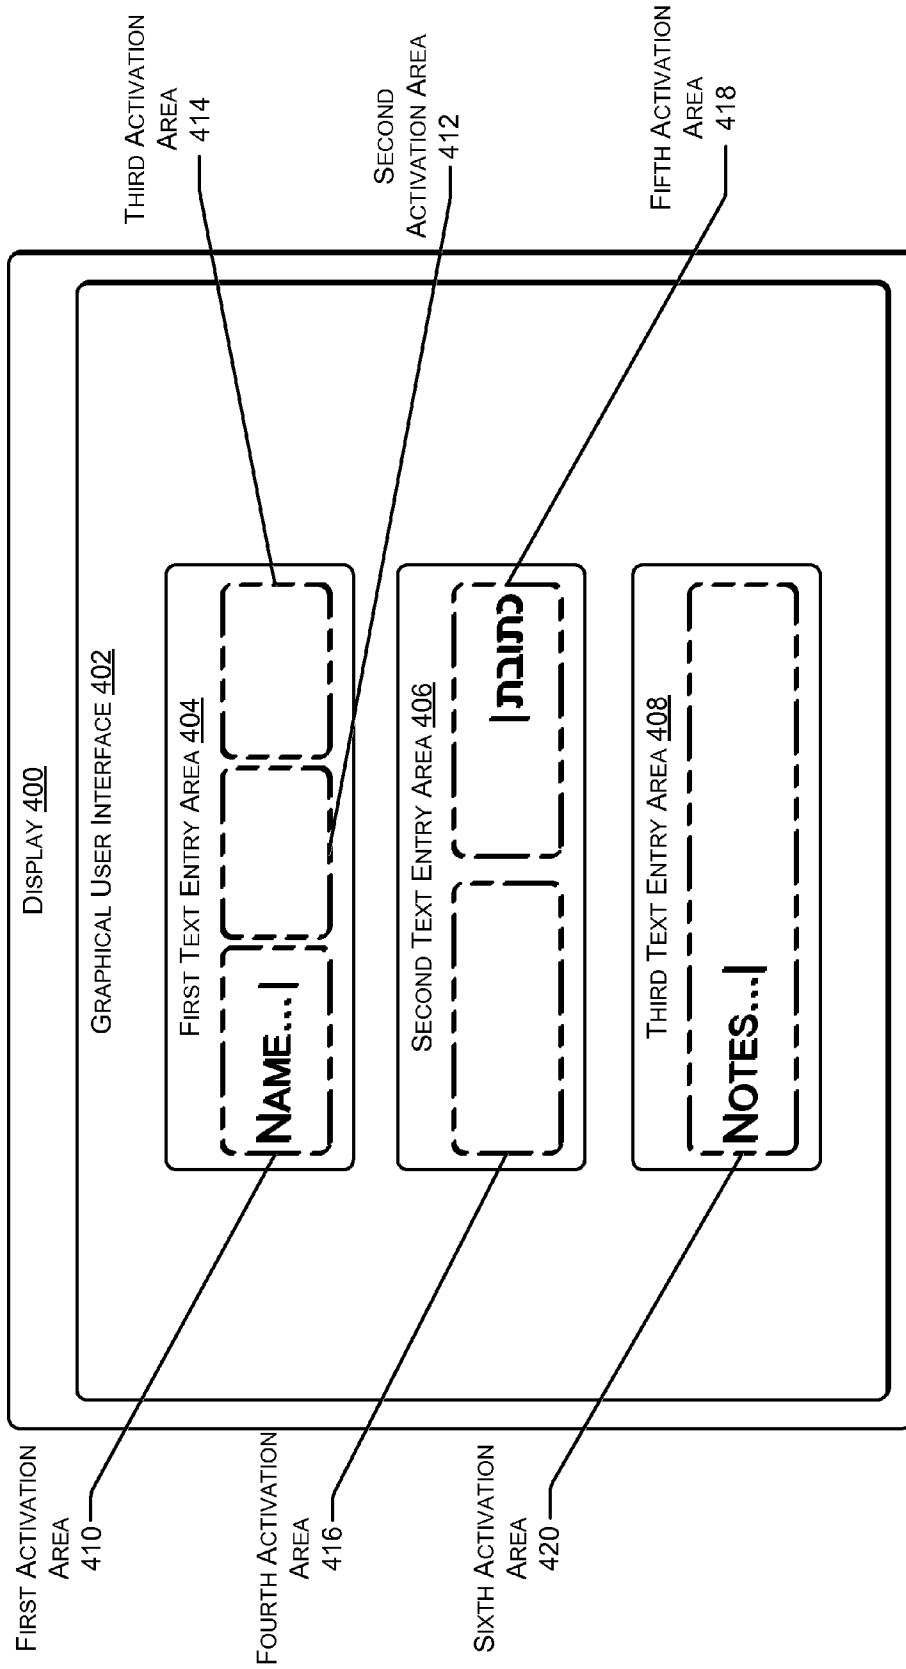 DISPLAY 400
GRAPHICAL USER INTERFACE 402
FIRST TEXT ENTRY AREA 404
NAME...|
SECOND TEXT ENTRY AREA 406
כתובת|
THIRD TEXT ENTRY AREA 408
NOTES...|
FIRST ACTIVATION
AREA
410
FOURTH ACTIVATION
AREA
416
SIXTH ACTIVATION
AREA
420
THIRD ACTIVATION
AREA
414
SECOND
ACTIVATION AREA
412
FIFTH ACTIVATION
AREA
418